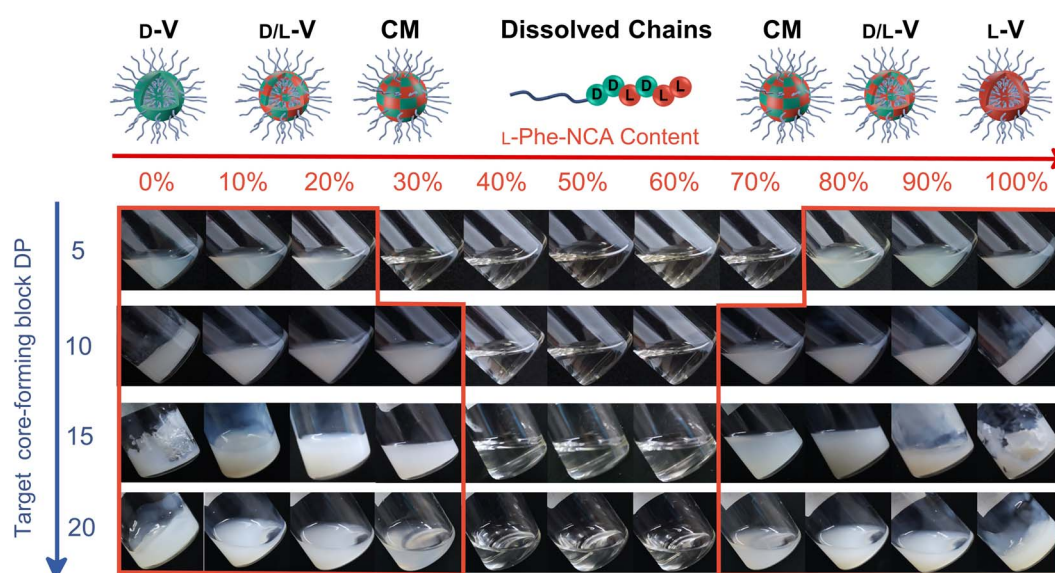 D-V D/L-V CM Dissolved Chains CM D/L-V L-V
D D L D L L
L-Phe-NCA Content
0% 10% 20% 30% 40% 50% 60% 70% 80% 90% 100%
Target core-forming block DP
5
10
15
20